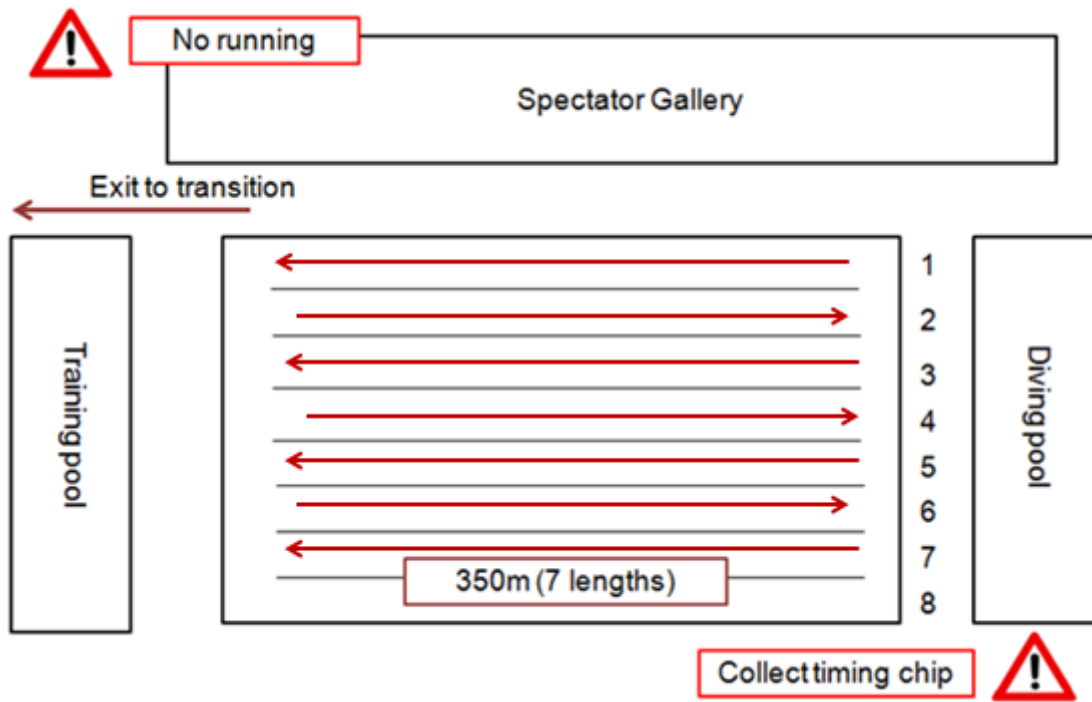 No running
Spectator Gallery
Exit to transition
Training pool
1
2
3
4
5
6
7
8
Diving pool
350m (7 lengths)
Collect timing chip